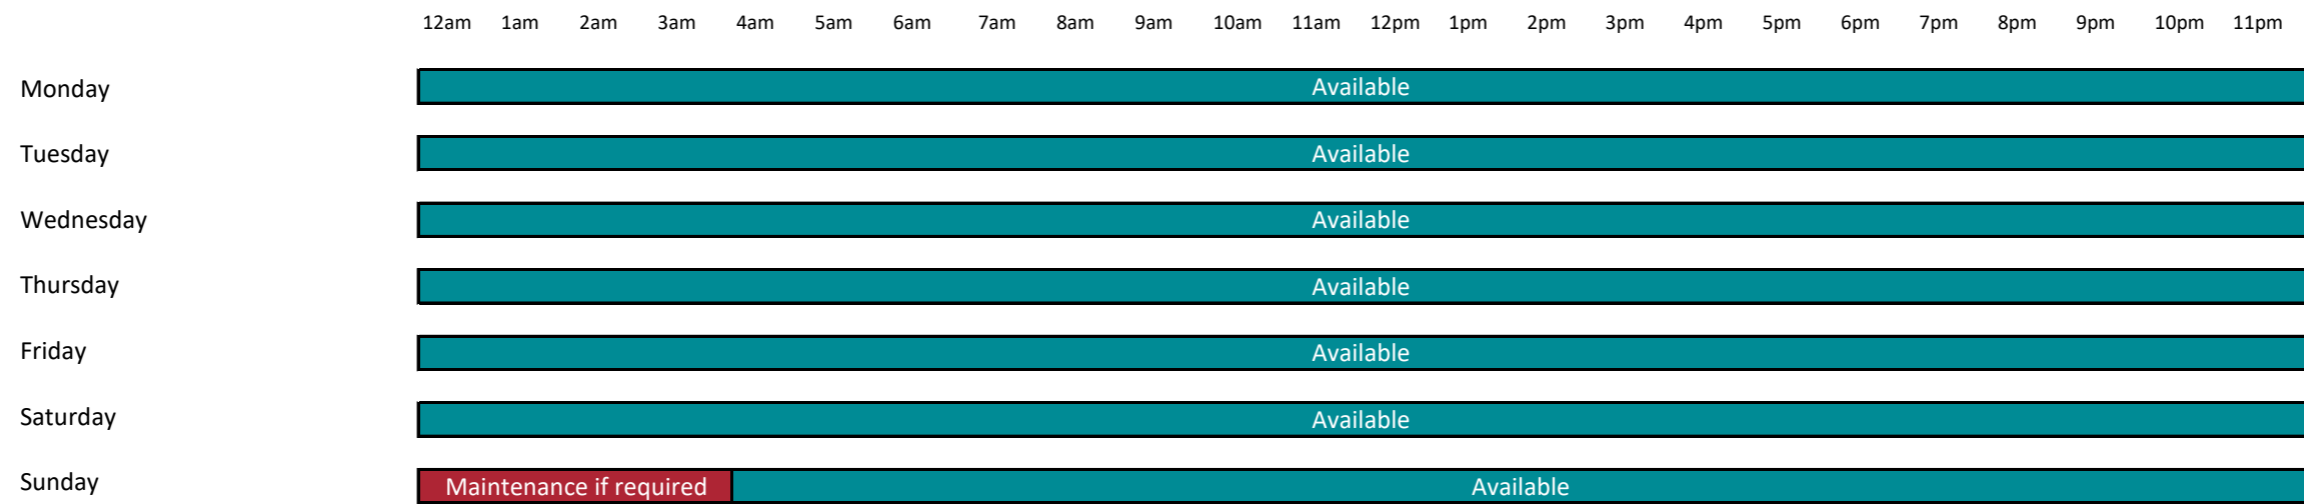 12am 1am 2am 3am 4am 5am 6am 7am 8am 9am 10am 11am 12pm 1pm 2pm 3pm 4pm 5pm 6pm 7pm 8pm 9pm 10pm 11pm
Monday Available
Tuesday Available
Wednesday Available
Thursday Available
Friday Available
Saturday Available
Sunday Maintenance if required Available